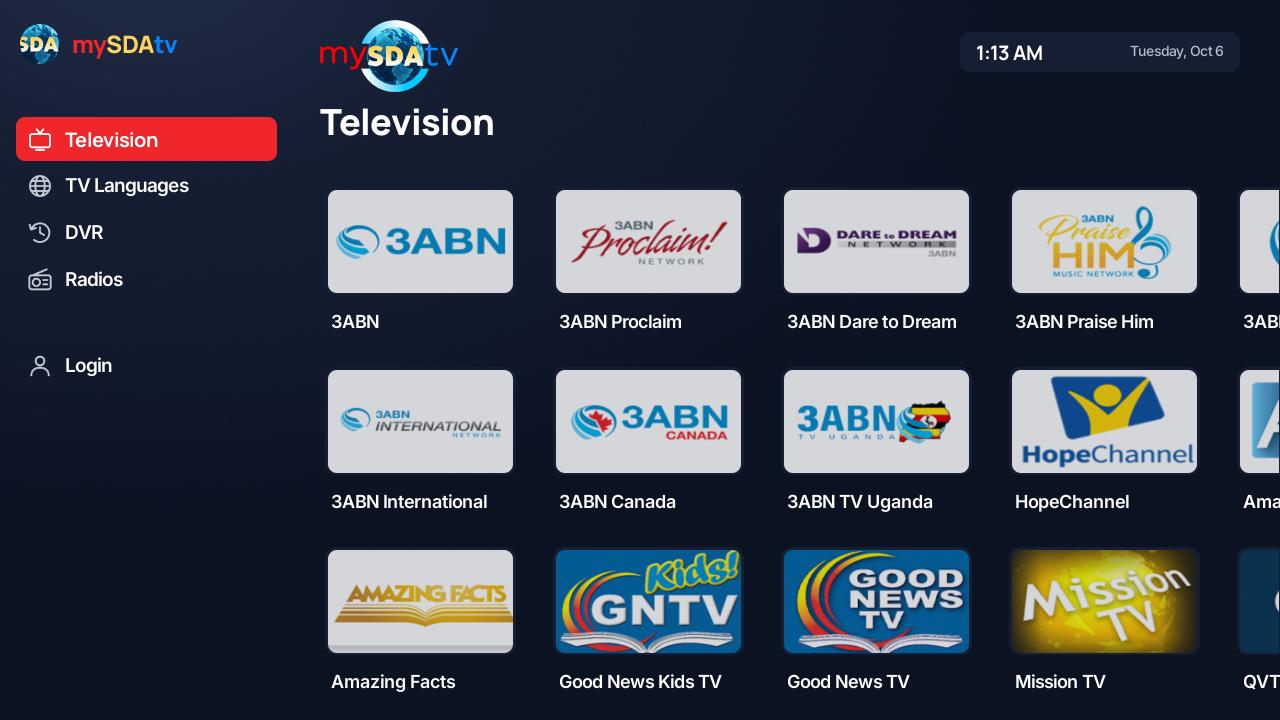 SDA mySDAtv
mySDAtv
1:13 AM
Tuesday, Oct 6
Television
Television
TV Languages
DVR
Radios
Login
3ABN
3ABN
Proclaim!
NETWORK
DARE to DREAM
NETWORK
3ABN
3ABN
Praise
HIM
MUSIC NETWORK
3ABN
3ABN Proclaim
3ABN Dare to Dream
3ABN Praise Him
3AB
3ABN
INTERNATIONAL
NETWORK
3ABN
CANADA
3ABN
TV UGANDA
HopeChannel
3ABN International
3ABN Canada
3ABN TV Uganda
HopeChannel
Ama
AMAZING FACTS
Kids!
GNTV
GOOD
NEWS
TV
Mission
TV
Amazing Facts
Good News Kids TV
Good News TV
Mission TV
QVT